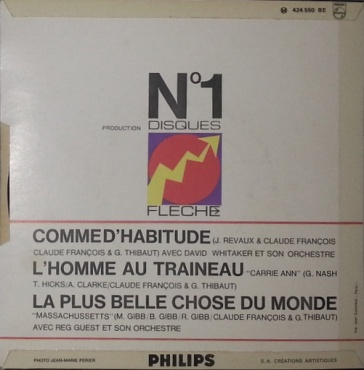 424.550 BE
N°1
PRODUCTION DISQUES
FLECHE
COMMED'HABITUDE (J. REVAUX & CLAUDE FRANÇOIS
CLAUDE FRANÇOIS & G. THIBAUT) AVEC DAVID WHITAKER ET SON ORCHESTRE
L'HOMME AU TRAINEAU "CARRIE ANN" (G. NASH
T. HICKS/A. CLARKE/CLAUDE FRANÇOIS & G. THIBAUT)
LA PLUS BELLE CHOSE DU MONDE
"MASSACHUSSETTS" (M. GIBB/B. GIBB/R. GIBB/CLAUDE FRANÇOIS & G. THIBAUT)
AVEC REG GUEST ET SON ORCHESTRE
PHOTO JEAN-MARIE PERIER
PHILIPS
S.A. CRÉATIONS ARTISTIQUES